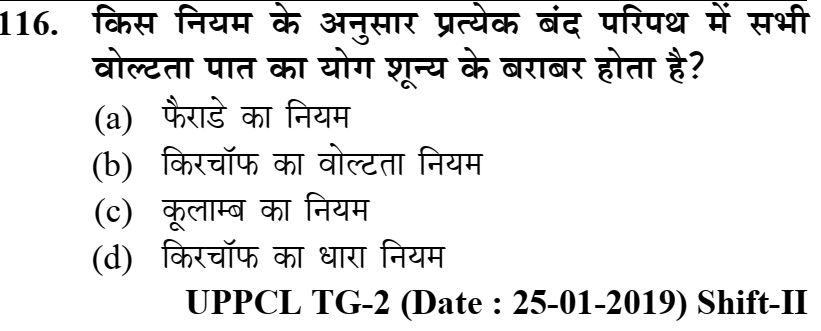 116. किस नियम के अनुसार प्रत्येक बंद परिपथ में सभी
वोल्टता पात का योग शून्य के बराबर होता है?
(a) फैराडे का नियम
(b) किरचॉफ का वोल्टता नियम
(c) कूलाम्ब का नियम
(d) किरचॉफ का धारा नियम
UPPCL TG-2 (Date : 25-01-2019) Shift-II